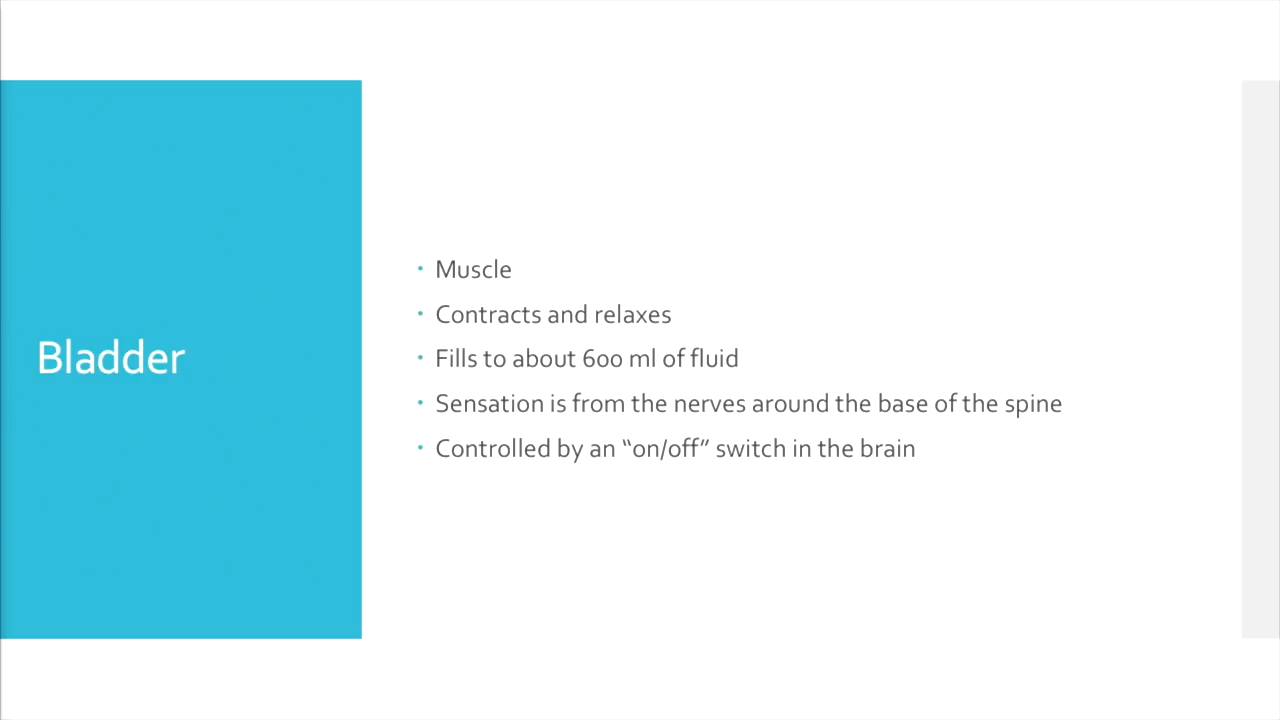 Bladder
Muscle
Contracts and relaxes
Fills to about 600 ml of fluid
Sensation is from the nerves around the base of the spine
Controlled by an “on/off” switch in the brain